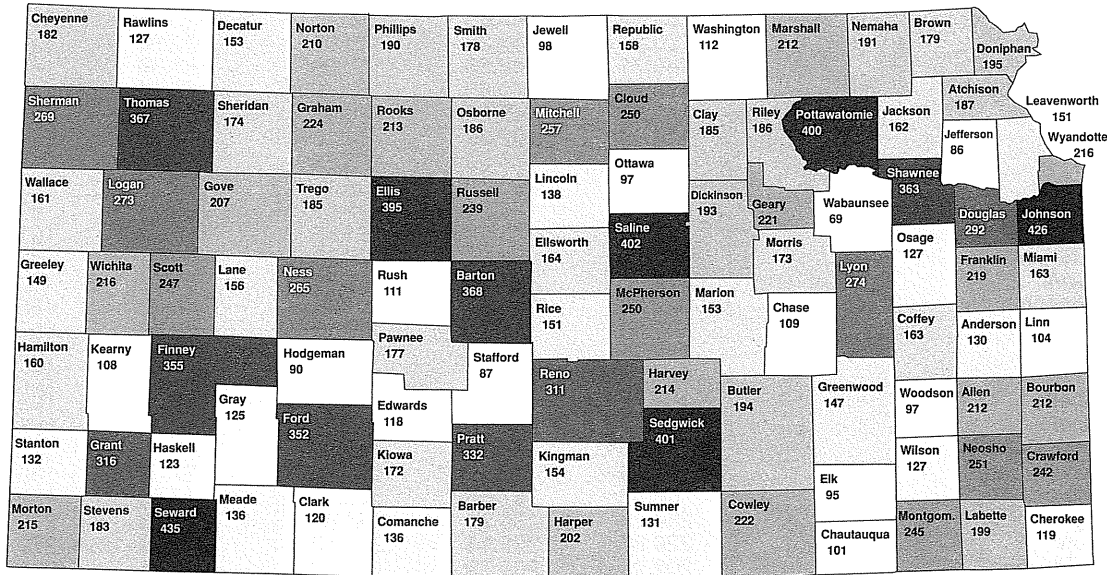 Cheyenne
182
Rawlins
127
Decatur
153
Norton
210
Phillips
190
Smith
178
Jewell
98
Republic
158
Washington
112
Marshall
212
Nemaha
191
Brown
179
Doniphan
195
Sherman
269
Thomas
367
Sheridan
174
Graham
224
Rooks
213
Osborne
186
Mitchell
257
Cloud
250
Clay
185
Riley
186
Pottawatomie
400
Jackson
162
Atchison
187
Jefferson
86
Leavenworth
151
Wyandotte
216
Ottawa
97
Wallace
161
Logan
273
Gove
207
Trego
185
Ellis
395
Russell
239
Lincoln
138
Saline
402
Dickinson
193
Geary
221
Wabaunsee
69
Shawnee
363
Douglas
292
Johnson
426
Ellsworth
164
Morris
173
Osage
127
Greeley
149
Wichita
216
Scott
247
Lane
156
Ness
265
Rush
111
Barton
368
Rice
151
McPherson
250
Marion
153
Chase
109
Lyon
274
Franklin
219
Miami
163
Coffey
163
Anderson
130
Linn
104
Hamilton
160
Kearny
108
Finney
355
Hodgeman
90
Pawnee
177
Stafford
87
Reno
311
Harvey
214
Butler
194
Greenwood
147
Woodson
97
Allen
212
Bourbon
212
Gray
125
Ford
352
Edwards
118
Sedgwick
401
Stanton
132
Grant
316
Haskell
123
Kiowa
172
Pratt
332
Kingman
154
Wilson
127
Neosho
251
Crawford
242
Elk
95
Morton
215
Stevens
183
Seward
435
Meade
136
Clark
120
Comanche
136
Barber
179
Harper
202
Sumner
131
Cowley
222
Chautauqua
101
Montgom.
245
Labette
199
Cherokee
119